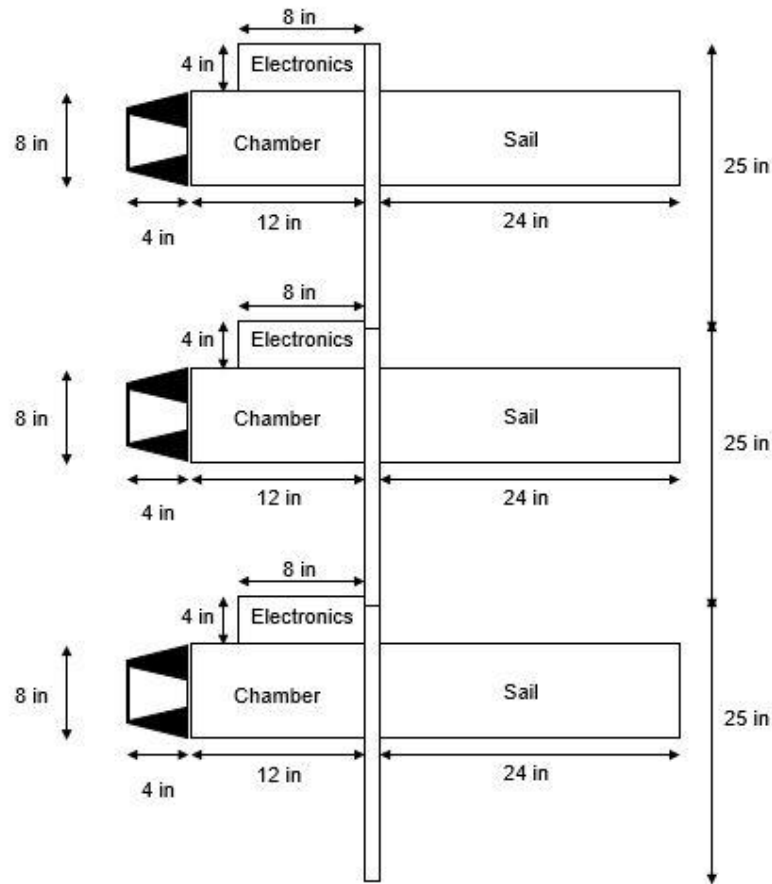 8 in
4 in
Electronics
8 in
Chamber
Sail
25 in
4 in
12 in
24 in
8 in
4 in
Electronics
8 in
Chamber
Sail
25 in
4 in
12 in
24 in
8 in
4 in
Electronics
8 in
Chamber
Sail
25 in
4 in
12 in
24 in